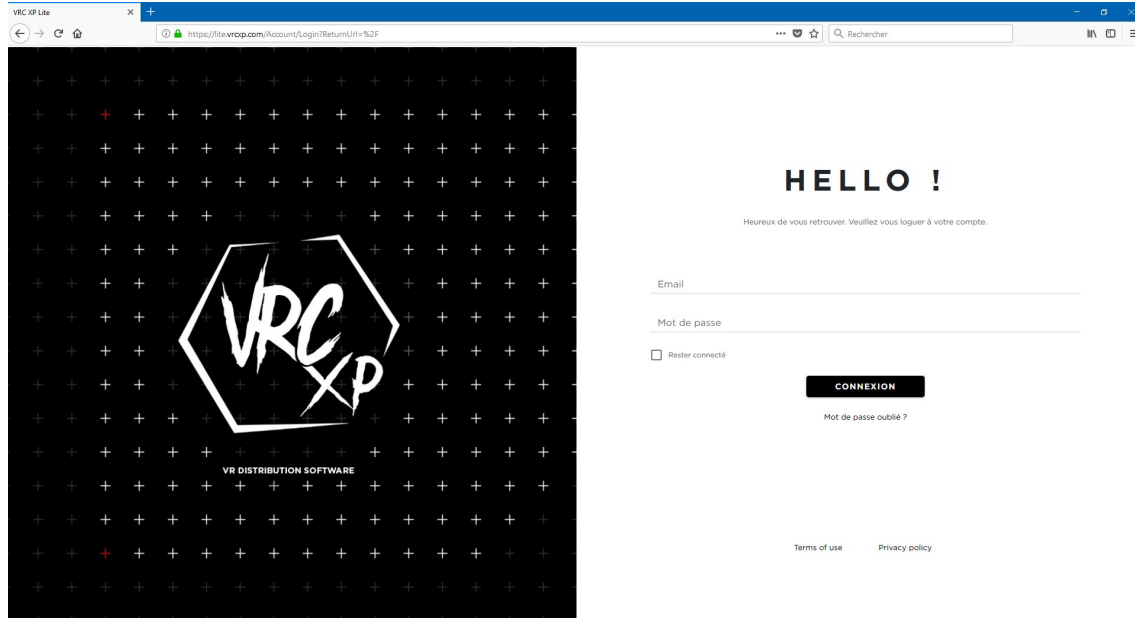 VRC XP Lite
https://lite.vrcxp.com/Account/Login?ReturnUrl=%2F
Rechercher
VRC
XP
VR DISTRIBUTION SOFTWARE
HELLO !
Heureux de vous retrouver. Veuillez vous loguer à votre compte.
Email
Mot de passe
Rester connecté
CONNEXION
Mot de passe oublié ?
Terms of use Privacy policy